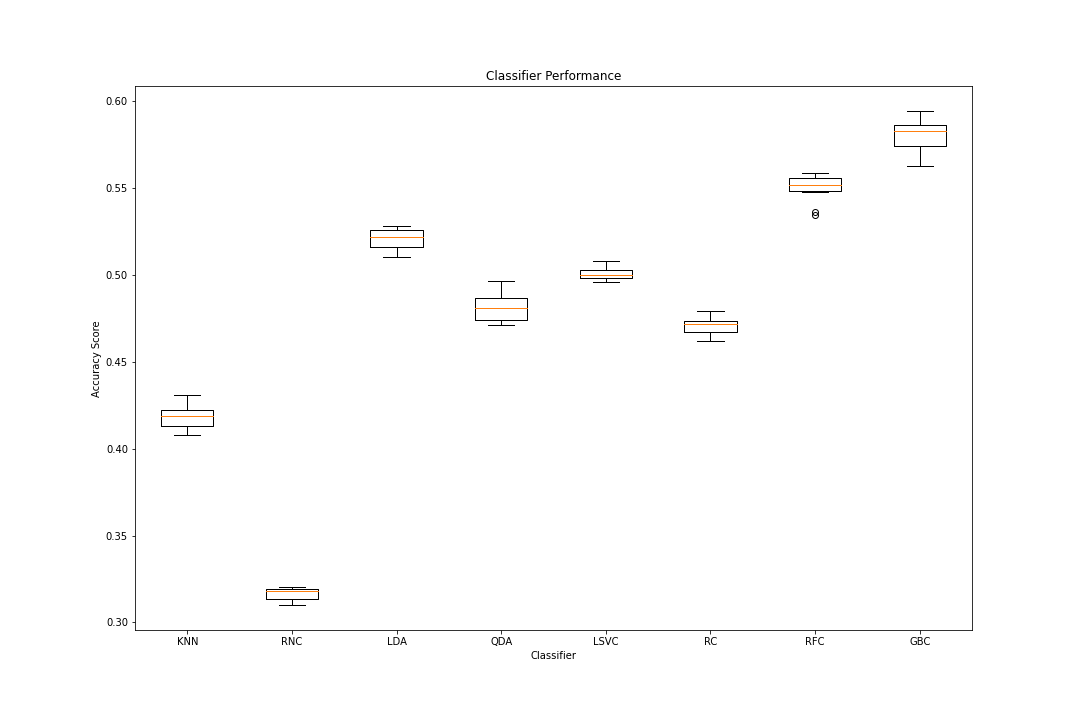 Classifier Performance
Accuracy Score
0.60
0.55
0.50
0.45
0.40
0.35
0.30
KNN RNC LDA QDA LSVC RC RFC GBC
Classifier